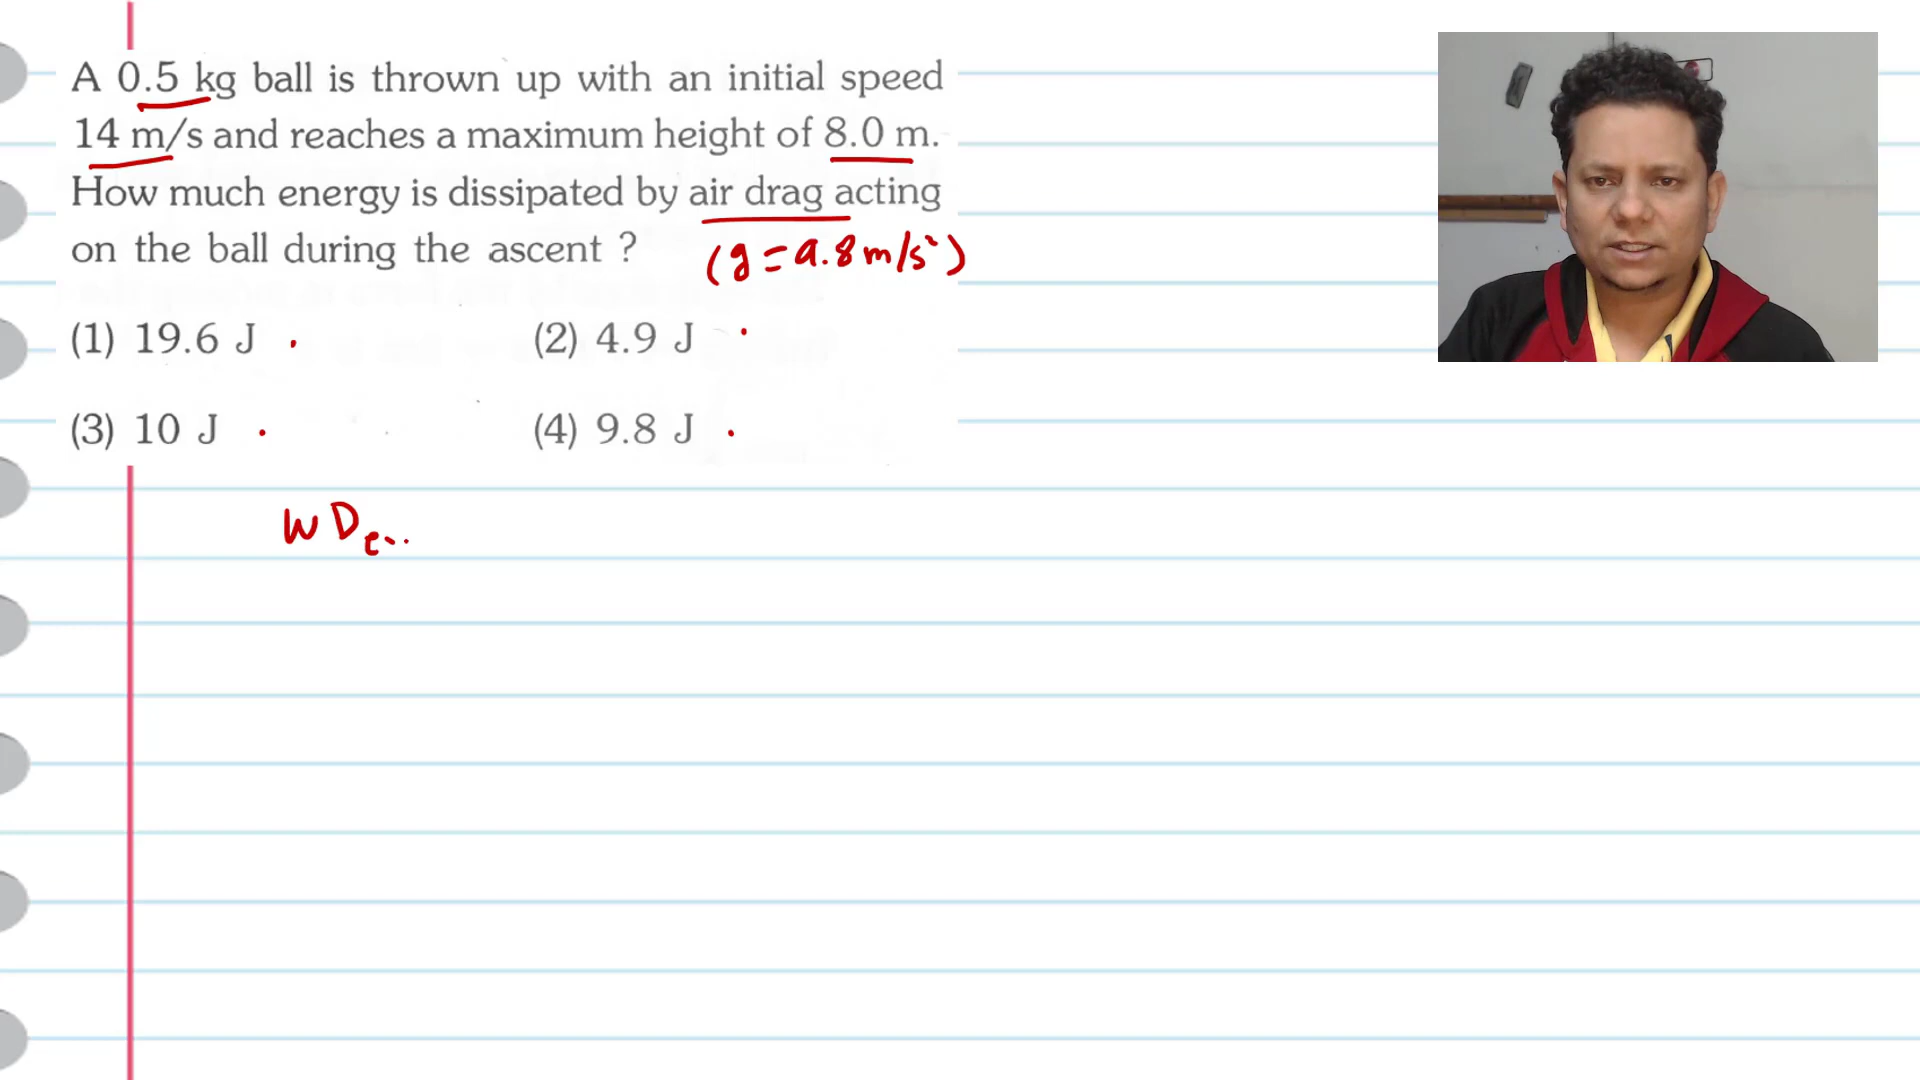 A 0.5 kg ball is thrown up with an initial speed
14 m/s and reaches a maximum height of 8.0 m.
How much energy is dissipated by air drag acting
on the ball during the ascent ? (g = 9.8 m/s²)
(1) 19.6 J (2) 4.9 J
(3) 10 J (4) 9.8 J
WD